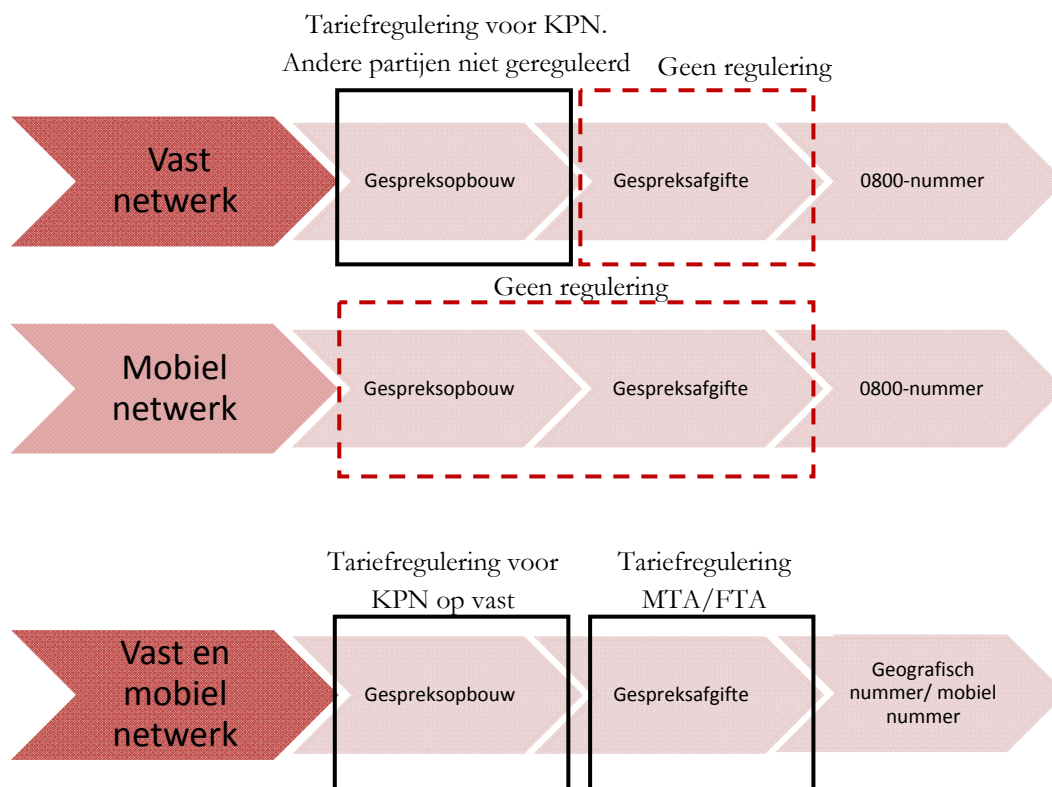 Tariefregulering voor KPN.
Andere partijen niet gereguleerd
Geen regulering
Vast
netwerk
Gespreksopbouw
Gespreksafgifte
0800-nummer
Geen regulering
Mobiel
netwerk
Gespreksopbouw
Gespreksafgifte
0800-nummer
Tariefregulering voor
KPN op vast
Tariefregulering
MTA/FTA
Vast en
mobiel
netwerk
Gespreksopbouw
Gespreksafgifte
Geografisch
nummer/ mobiel
nummer